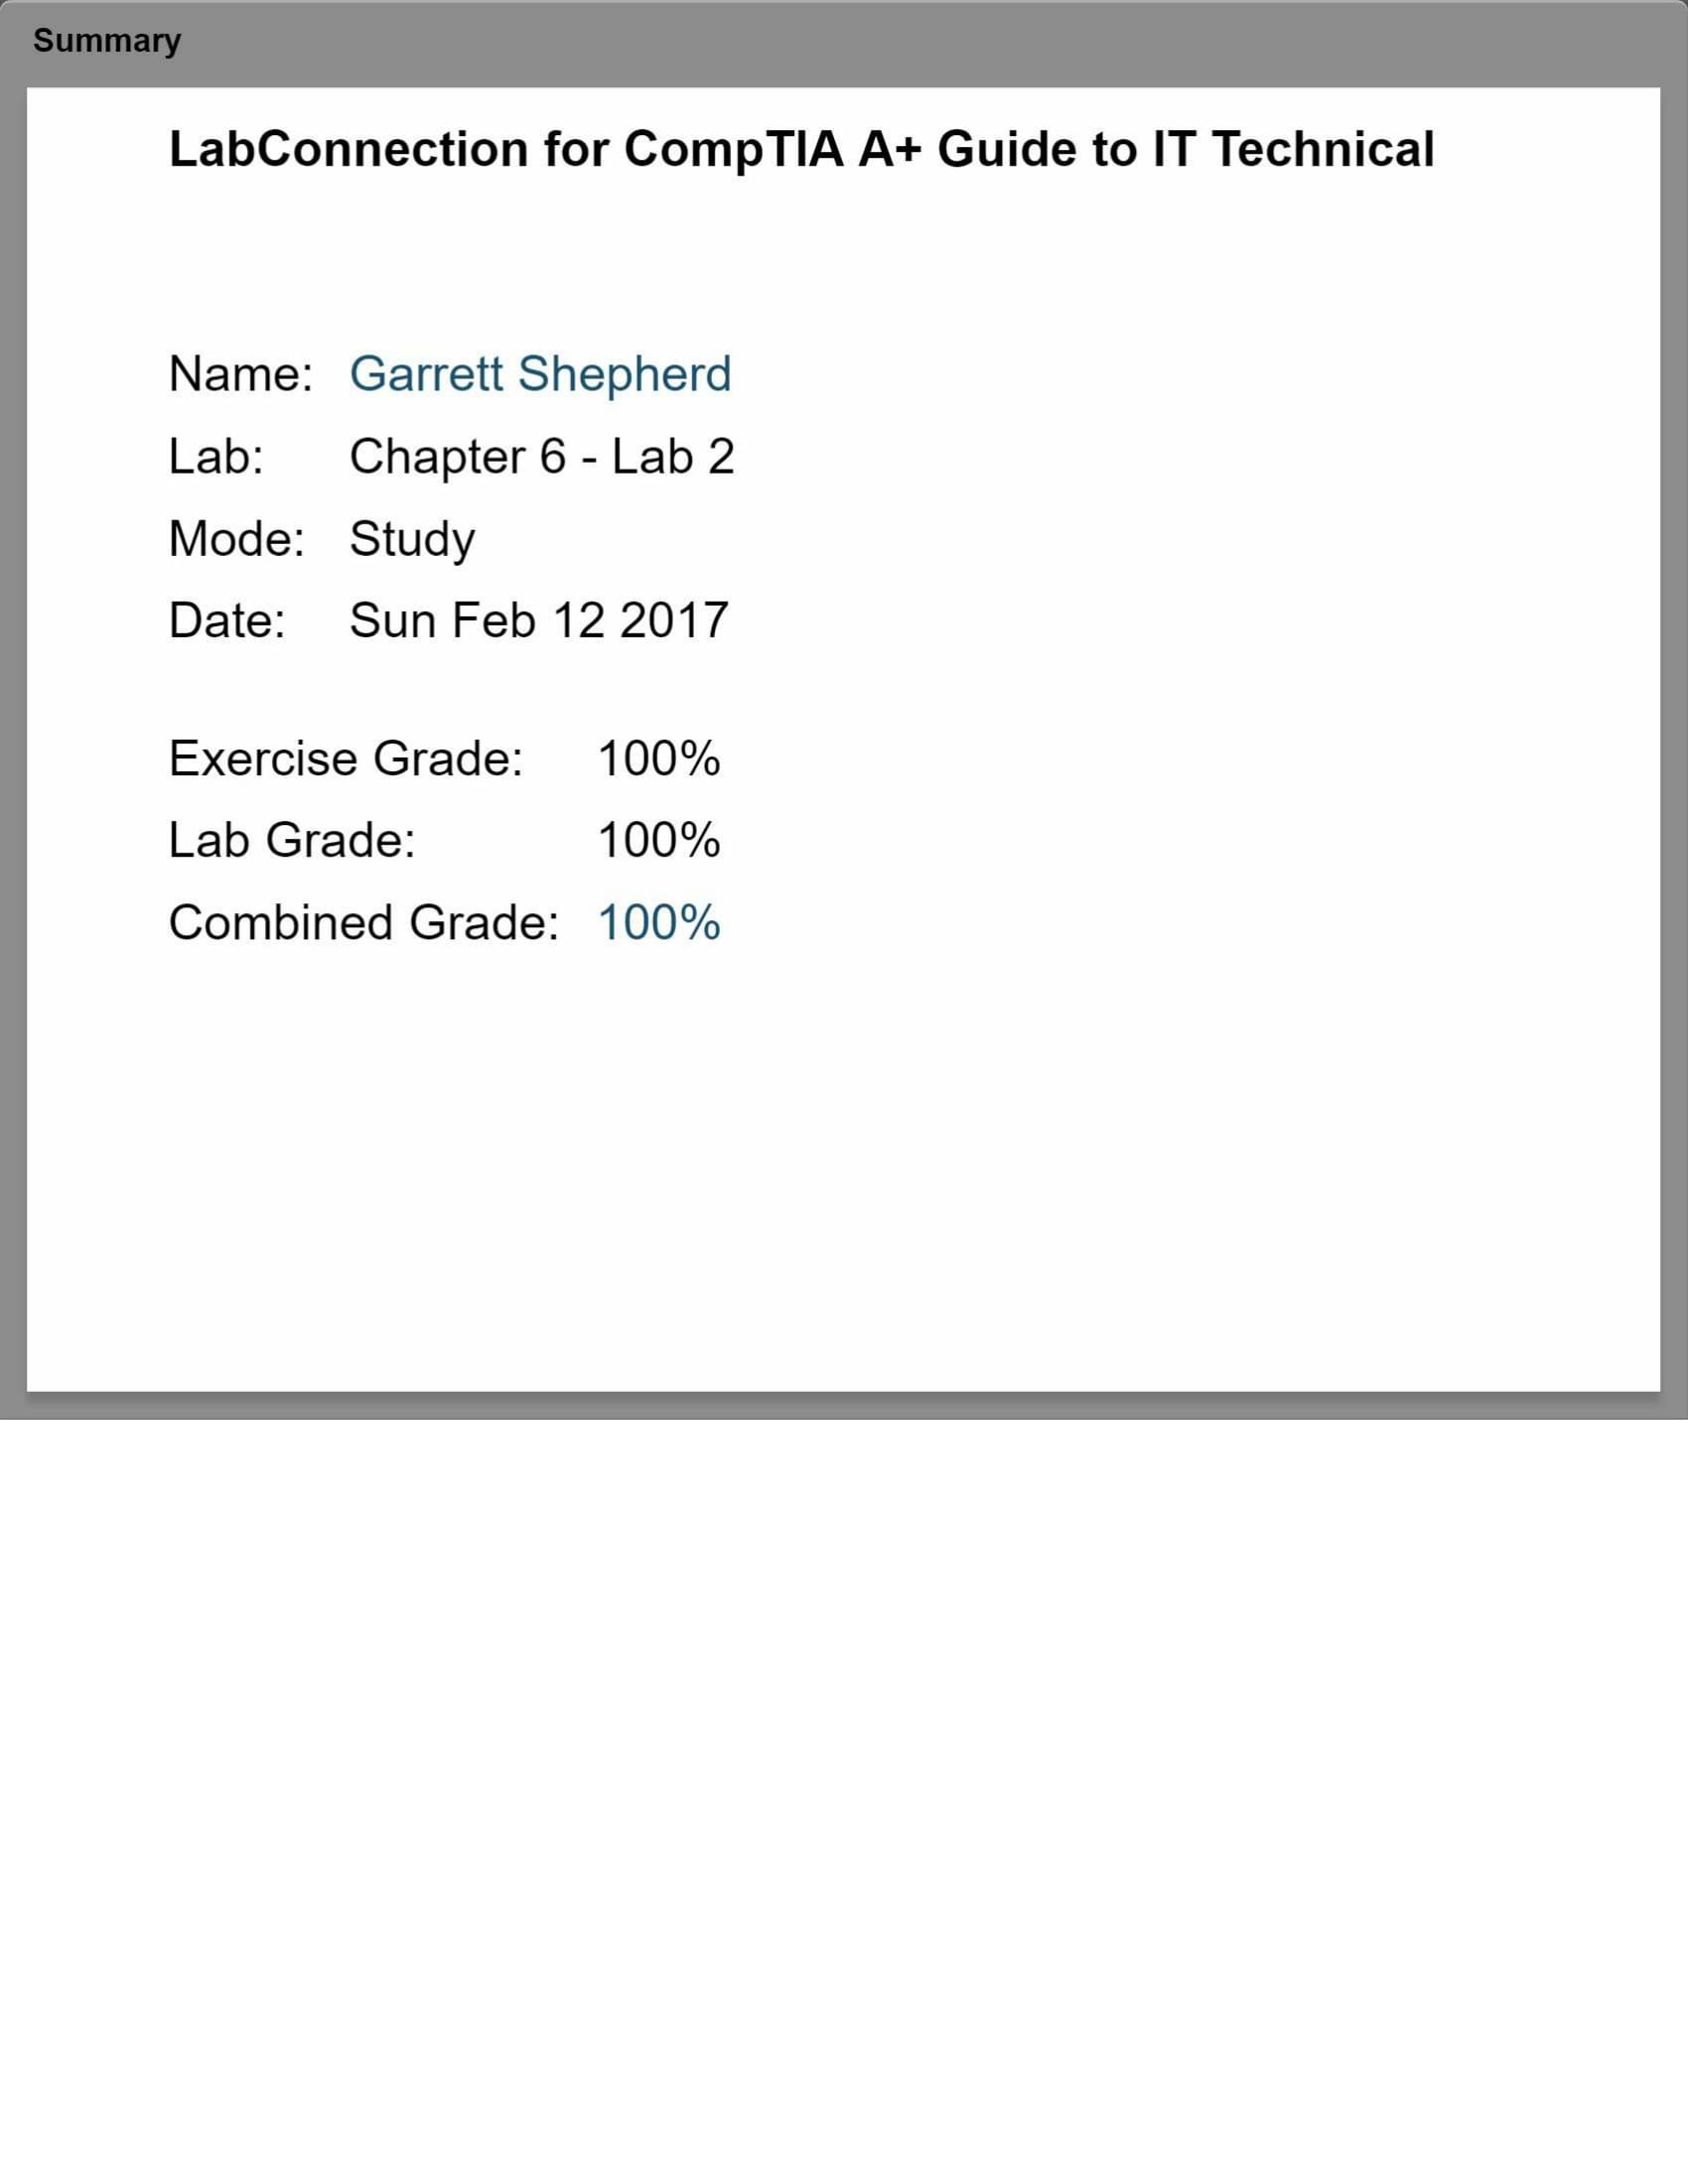 Summary
LabConnection for CompTIA A+ Guide to IT Technical
Name: Garrett Shepherd
Lab: Chapter 6 - Lab 2
Mode: Study
Date: Sun Feb 12 2017
Exercise Grade: 100%
Lab Grade: 100%
Combined Grade: 100%